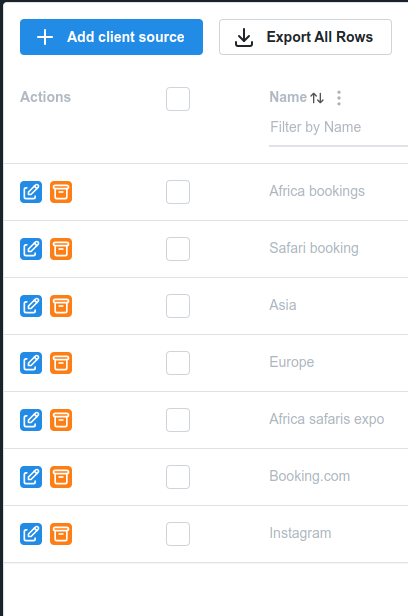 Add client source
Export All Rows
Actions
Name
Filter by Name
Africa bookings
Safari booking
Asia
Europe
Africa safaris expo
Booking.com
Instagram